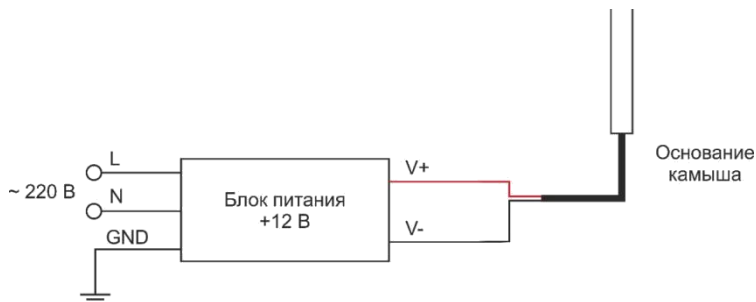 L
~ 220 В
N
GND
Блок питания
+12 В
V+
V-
Основание
камыша